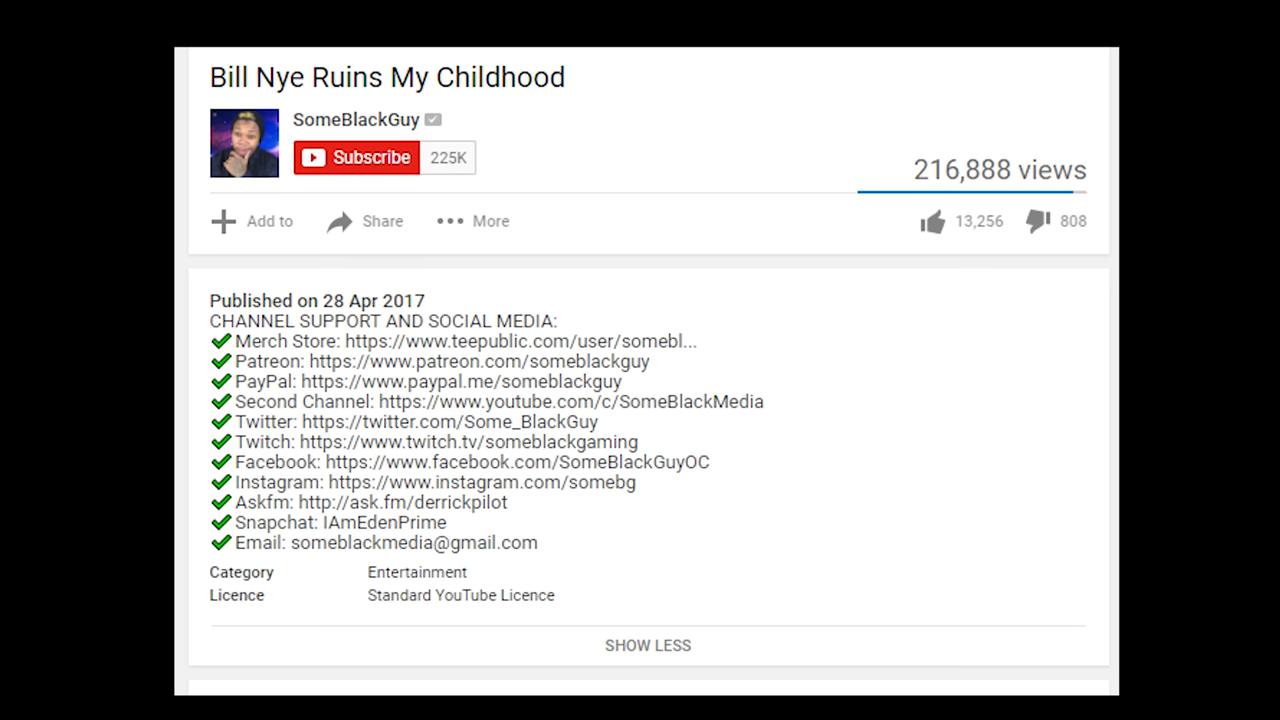 Bill Nye Ruins My Childhood
SomeBlackGuy
Subscribe 225K
216,888 views
Add to Share More 13,256 808
Published on 28 Apr 2017
CHANNEL SUPPORT AND SOCIAL MEDIA:
Merch Store: https://www.teepublic.com/user/somebl...
Patreon: https://www.patreon.com/someblackguy
PayPal: https://www.paypal.me/someblackguy
Second Channel: https://www.youtube.com/c/SomeBlackMedia
Twitter: https://twitter.com/Some_BlackGuy
Twitch: https://www.twitch.tv/someblackgaming
Facebook: https://www.facebook.com/SomeBlackGuyOC
Instagram: https://www.instagram.com/somebg
Askfm: http://ask.fm/derrickpilot
Snapchat: IAmEdenPrime
Email: someblackmedia@gmail.com
Category Entertainment
Licence Standard YouTube Licence
SHOW LESS